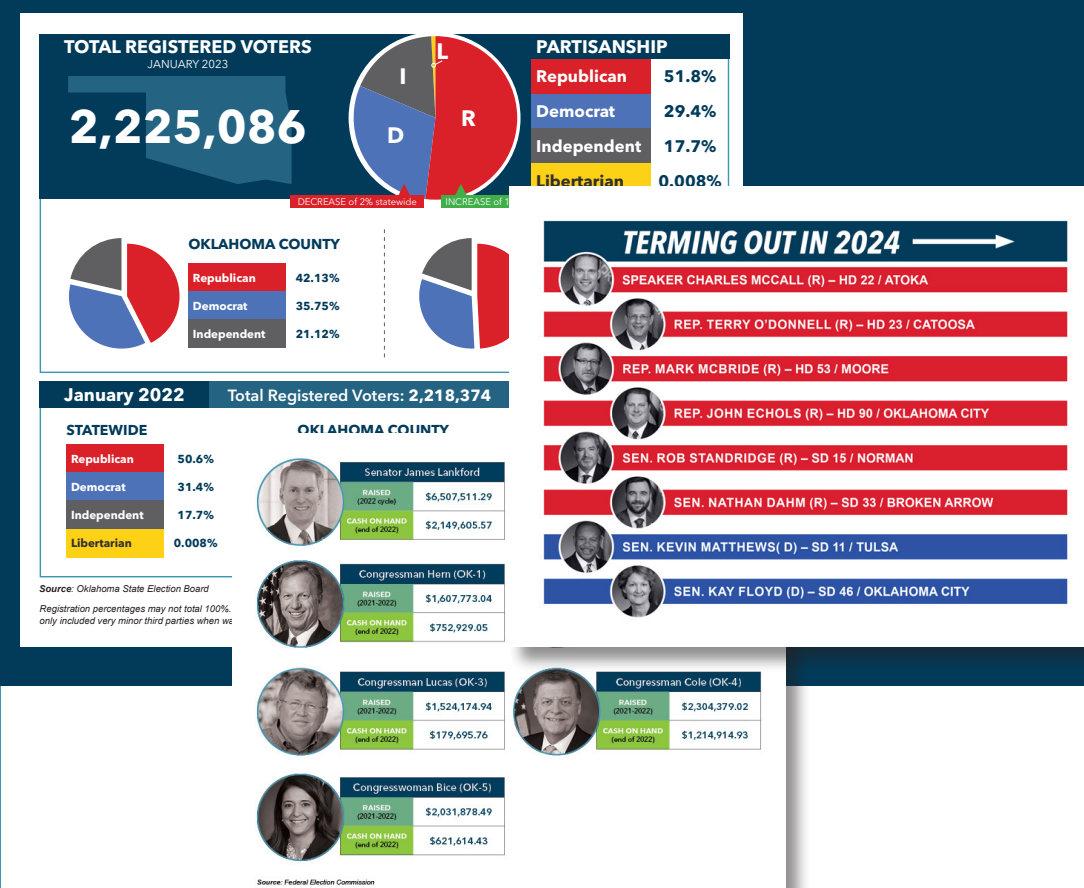 TOTAL REGISTERED VOTERS
JANUARY 2023
2,225,086
L
I
R
D
PARTISANSHIP
Republican 51.8%
Democrat 29.4%
Independent 17.7%
Libertarian 0.008%
DECREASE of 2% statewide
INCREASE of 1
OKLAHOMA COUNTY
Republican 42.13%
Democrat 35.75%
Independent 21.12%
January 2022
Total Registered Voters: 2,218,374
STATEWIDE
Republican 50.6%
Democrat 31.4%
Independent 17.7%
Libertarian 0.008%
OKLAHOMA COUNTY
Source: Oklahoma State Election Board
Registration percentages may not total 100%.
only included very minor third parties when
TERMING OUT IN 2024
SPEAKER CHARLES MCCALL (R) – HD 22 / ATOKA
REP. TERRY O’DONNELL (R) – HD 23 / CATOOSA
REP. MARK MCBRIDE (R) – HD 53 / MOORE
REP. JOHN ECHOLS (R) – HD 90 / OKLAHOMA CITY
SEN. ROB STANDRIDGE (R) – SD 15 / NORMAN
SEN. NATHAN DAHM (R) – SD 33 / BROKEN ARROW
SEN. KEVIN MATTHEWS( D) – SD 11 / TULSA
SEN. KAY FLOYD (D) – SD 46 / OKLAHOMA CITY
Senator James Lankford
RAISED
(2022 cycle)
$6,507,511.29
CASH ON HAND
(end of 2022)
$2,149,605.57
Congressman Hern (OK-1)
RAISED
(2021-2022)
$1,607,773.04
CASH ON HAND
(end of 2022)
$752,929.05
Congressman Lucas (OK-3)
RAISED
(2021-2022)
$1,524,174.94
CASH ON HAND
(end of 2022)
$179,695.76
Congressman Cole (OK-4)
RAISED
(2021-2022)
$2,304,379.02
CASH ON HAND
(end of 2022)
$1,214,914.93
Congresswoman Bice (OK-5)
RAISED
(2021-2022)
$2,031,878.49
CASH ON HAND
(end of 2022)
$621,614.43
Source: Federal Election Commission